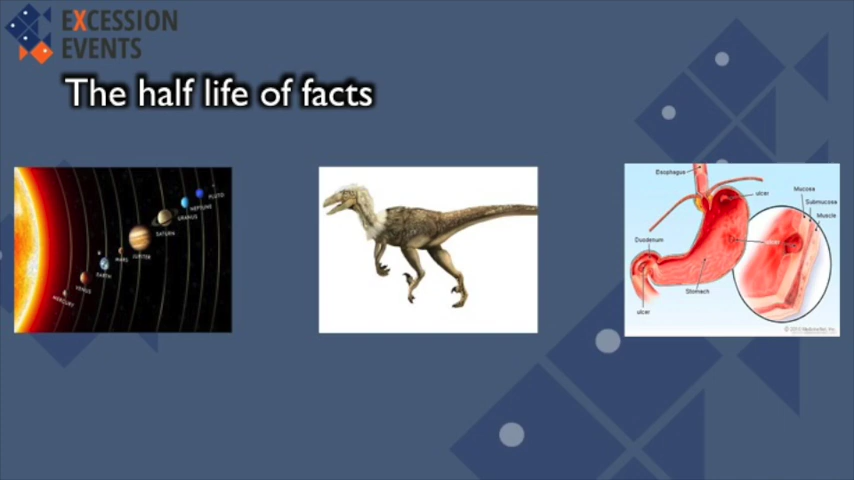 EXCESSION
EVENTS
The half life of facts
MERCURY
VENUS
EARTH
MARS
JUPITER
SATURN
URANUS
NEPTUNE
PLUTO
Esophagus
ulcer
Mucosa
Submucosa
Muscle
Duodenum
ulcer
Stomach
ulcer